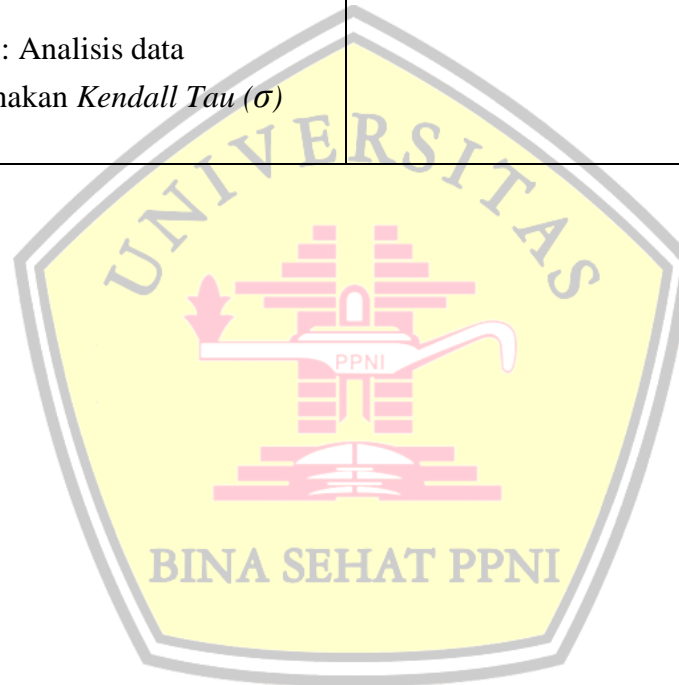 : Analisis data
nakan Kendall Tau (σ)
UNIVERSITAS
PPNI
BINA SEHAT PPNI